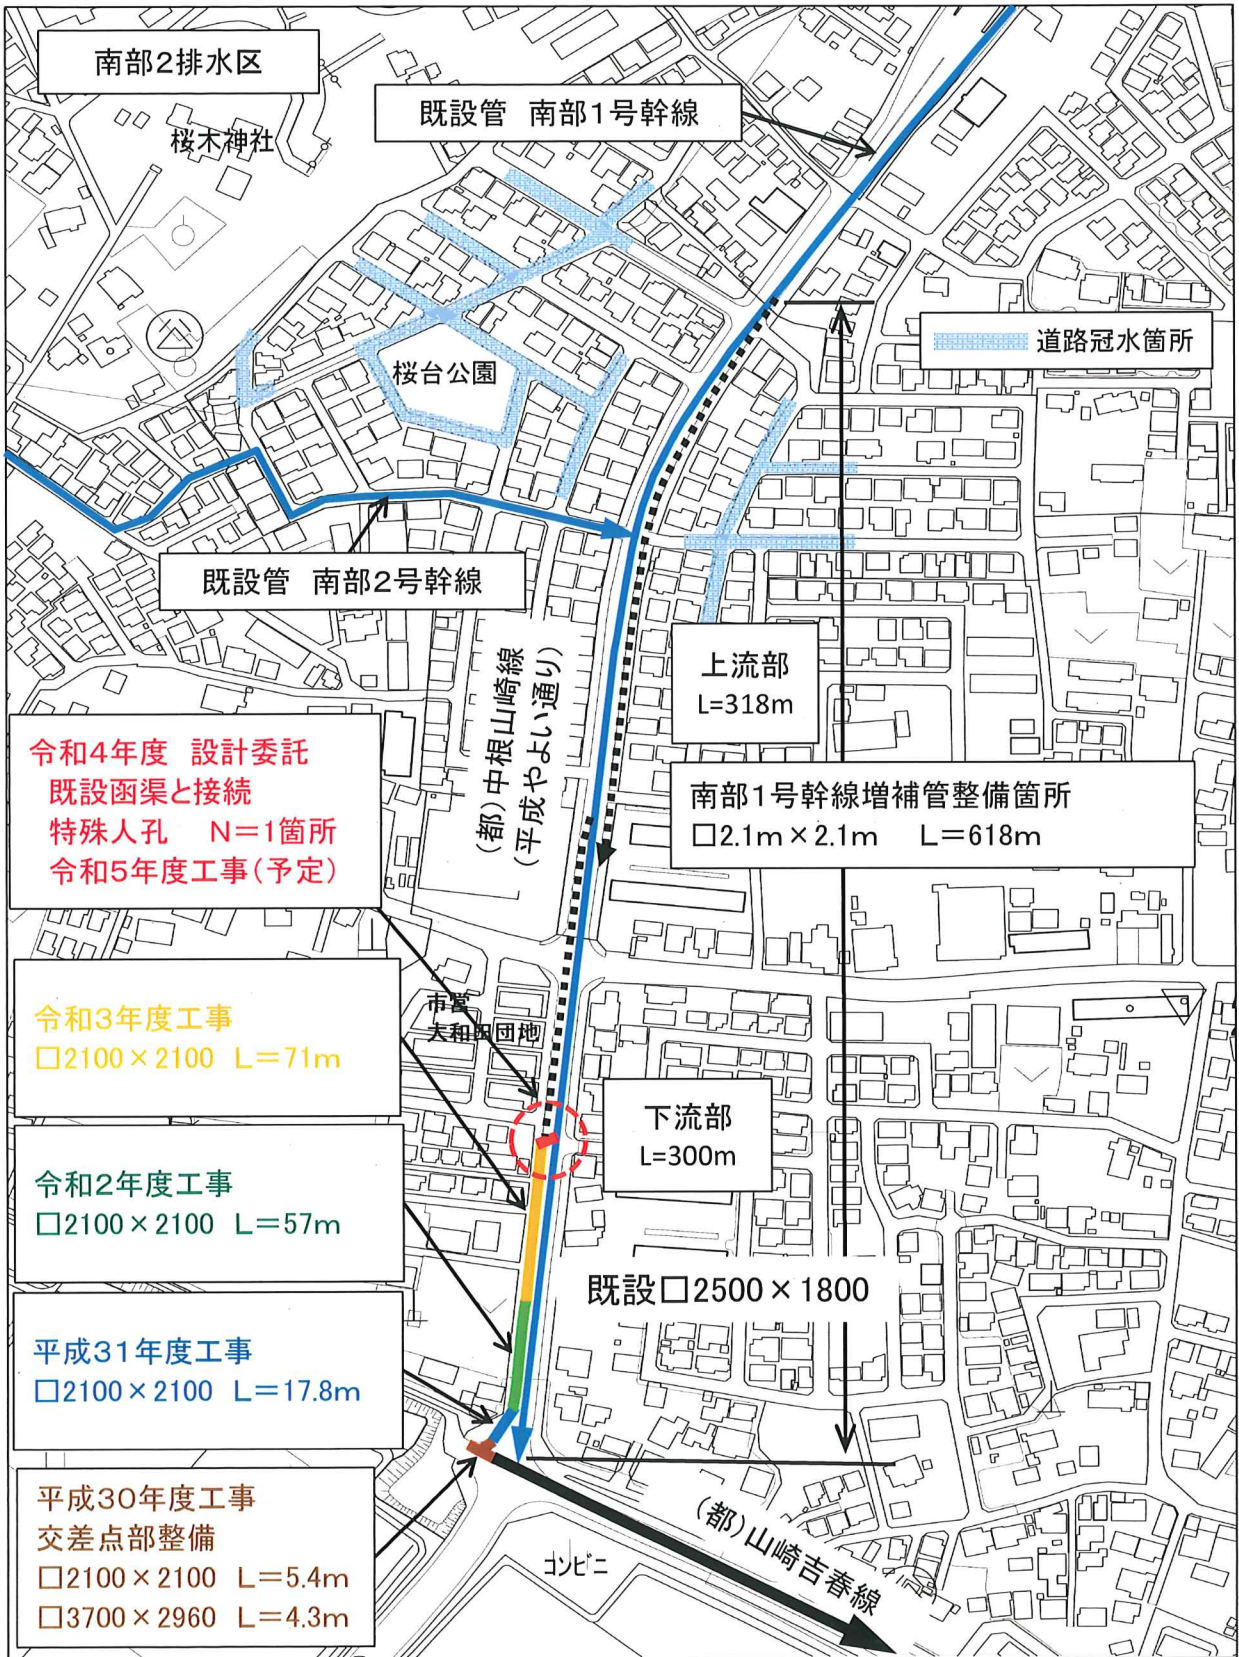 南部2排水区
既設管 南部1号幹線
桜木神社
道路冠水箇所
桜台公園
既設管 南部2号幹線
(都)中根山崎線
(平成やよい通り)
上流部
L=318m
令和4年度 設計委託
既設函渠と接続
特殊人孔 N=1箇所
令和5年度工事(予定)
南部1号幹線増補管整備箇所
□2.1m×2.1m L=618m
令和3年度工事
□2100×2100 L=71m
市営
大和田団地
下流部
L=300m
令和2年度工事
□2100×2100 L=57m
既設□2500×1800
平成31年度工事
□2100×2100 L=17.8m
平成30年度工事
交差点部整備
□2100×2100 L=5.4m
□3700×2960 L=4.3m
(都)山崎吉春線
コンビニ